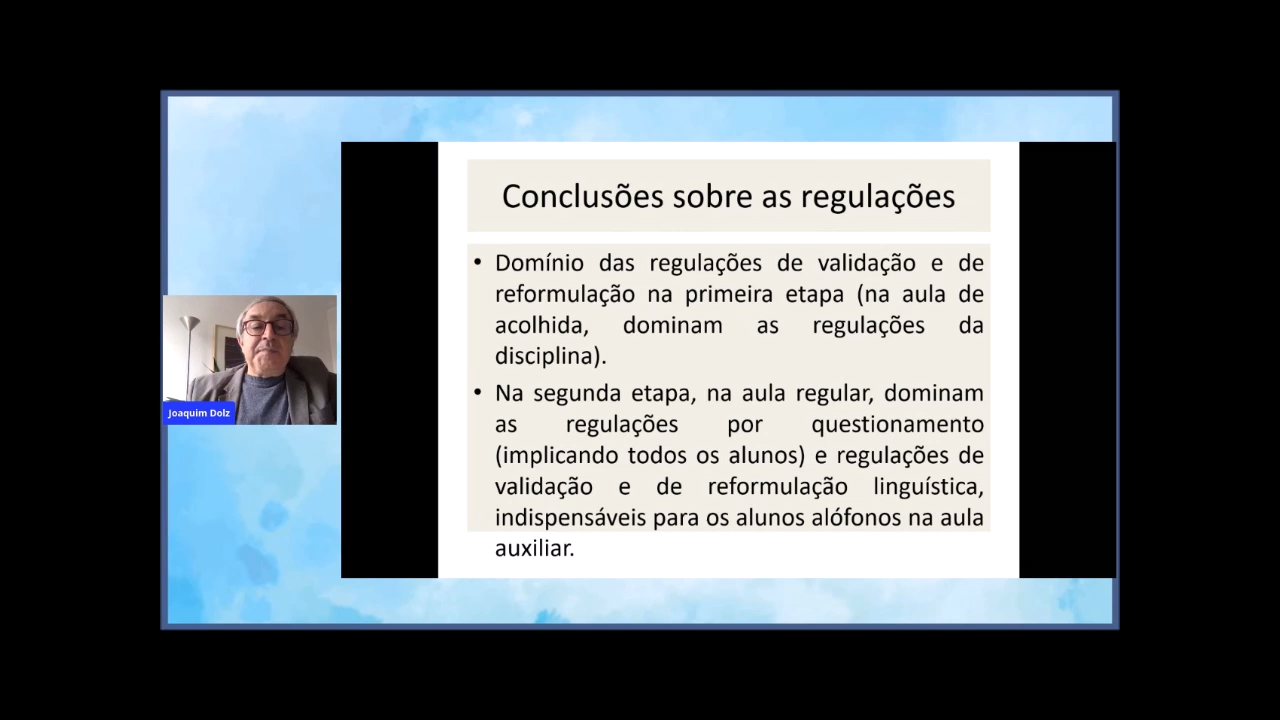 Conclusões sobre as regulações
• Domínio das regulações de validação e de
reformulação na primeira etapa (na aula de
acolhida, dominam as regulações da
disciplina).
• Na segunda etapa, na aula regular, dominam
as regulações por questionamento
(implicando todos os alunos) e regulações de
validação e de reformulação linguística,
indispensáveis para os alunos alófonos na aula
auxiliar.
Joaquim Dolz